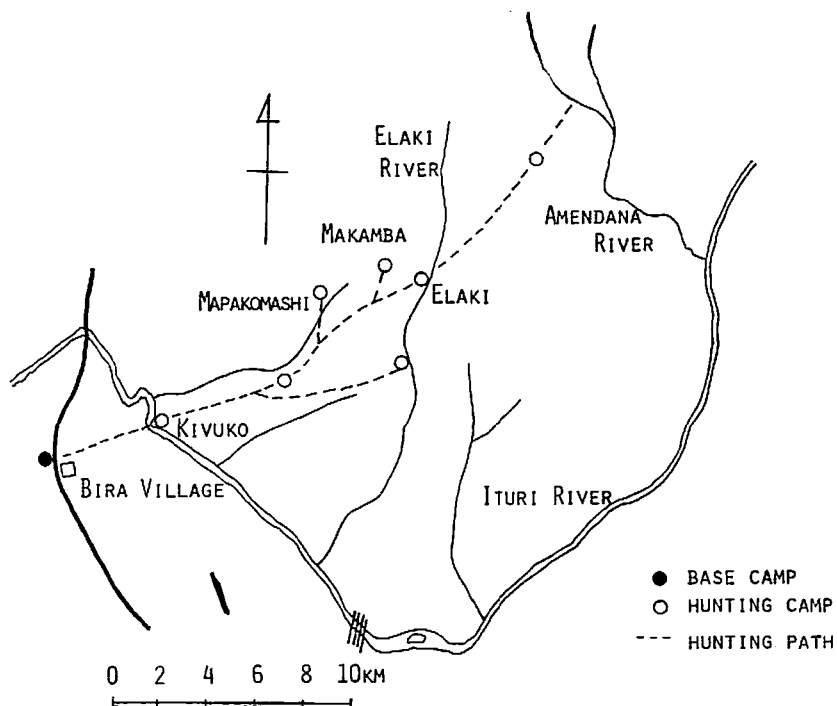 ELAKI
RIVER
AMENDANA
RIVER
MAKAMBA
MAPAKOMASHI
ELAKI
KIVUKO
BIRA VILLAGE
ITURI RIVER
BASE CAMP
HUNTING CAMP
HUNTING PATH
0 2 4 6 8 10KM